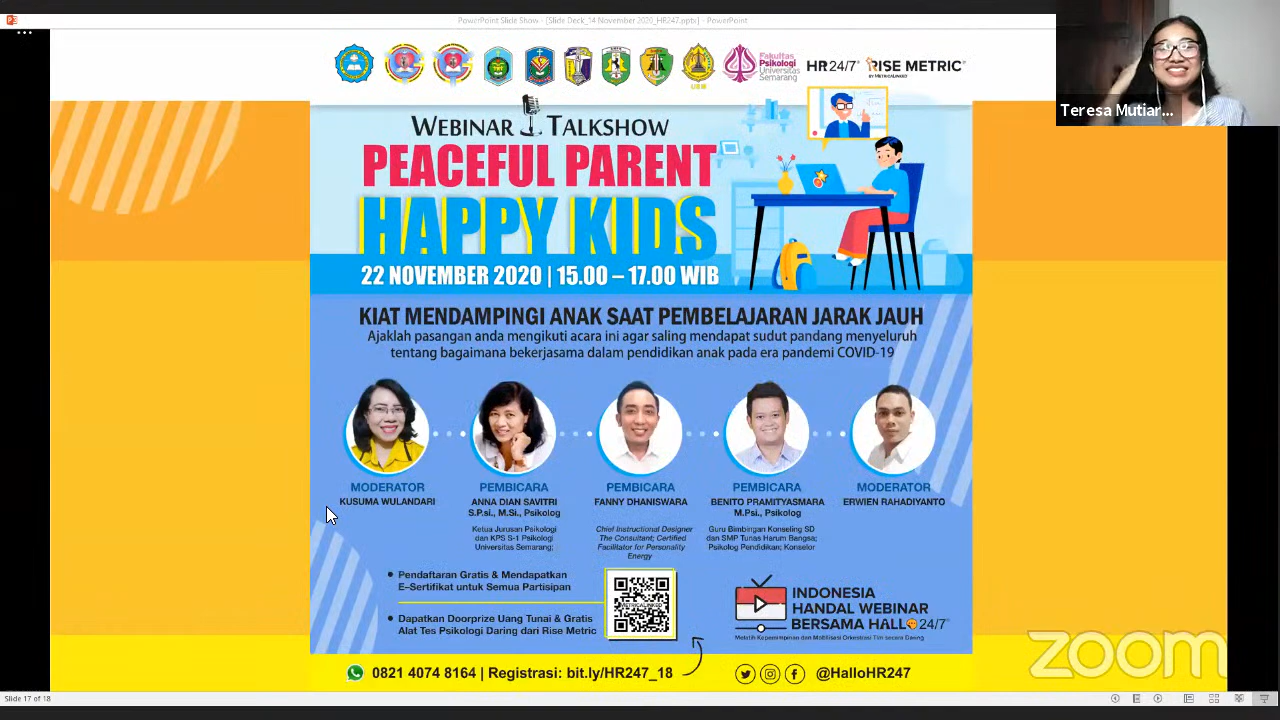 PowerPoint Slide Show - [Slide Deck_14 November 2020_HR247.pptx] - PowerPoint
Fakultas
Psikologi
Universitas
Semarang
HR 24/7
RISE METRIC
BY METRICALINKED
USM
Teresa Mutiar...
WEBINAR TALKSHOW
PEACEFUL PARENT
HAPPY KIDS
22 NOVEMBER 2020 | 15.00 – 17.00 WIB
KIAT MENDAMPINGI ANAK SAAT PEMBELAJARAN JARAK JAUH
Ajaklah pasangan anda mengikuti acara ini agar saling mendapat sudut pandang menyeluruh
tentang bagaimana bekerjasama dalam pendidikan anak pada era pandemi COVID-19
MODERATOR
KUSUMA WULANDARI
PEMBICARA
ANNA DIAN SAVITRI
S.Psi., M.Si., Psikolog
Ketua Jurusan Psikologi
dan KPS S-1 Psikologi
Universitas Semarang;
PEMBICARA
FANNY DHANISWARA
Chief Instructional Designer
The Consultant; Certified
Facilitator for Personality
Energy
PEMBICARA
BENITO PRAMITYASMARA
M.Psi., Psikolog
Guru Bimbingan Konseling SD
dan SMP Tunas Harum Bangsa;
Psikolog Pendidikan; Konselor
MODERATOR
ERWIEN RAHADIYANTO
• Pendaftaran Gratis & Mendapatkan
E-Sertifikat untuk Semua Partisipan
• Dapatkan Doorprize Uang Tunai & Gratis
Alat Tes Psikologi Daring dari Rise Metric
METRICALINKED
INDONESIA
HANDAL WEBINAR
BERSAMA HALLO 24/7
Melatih Kepemimpinan dan Mobilisasi Orkestrasi Tim secara Daring
0821 4074 8164 | Registrasi: bit.ly/HR247_18
@HalloHR247
zoom
Slide 17 of 18